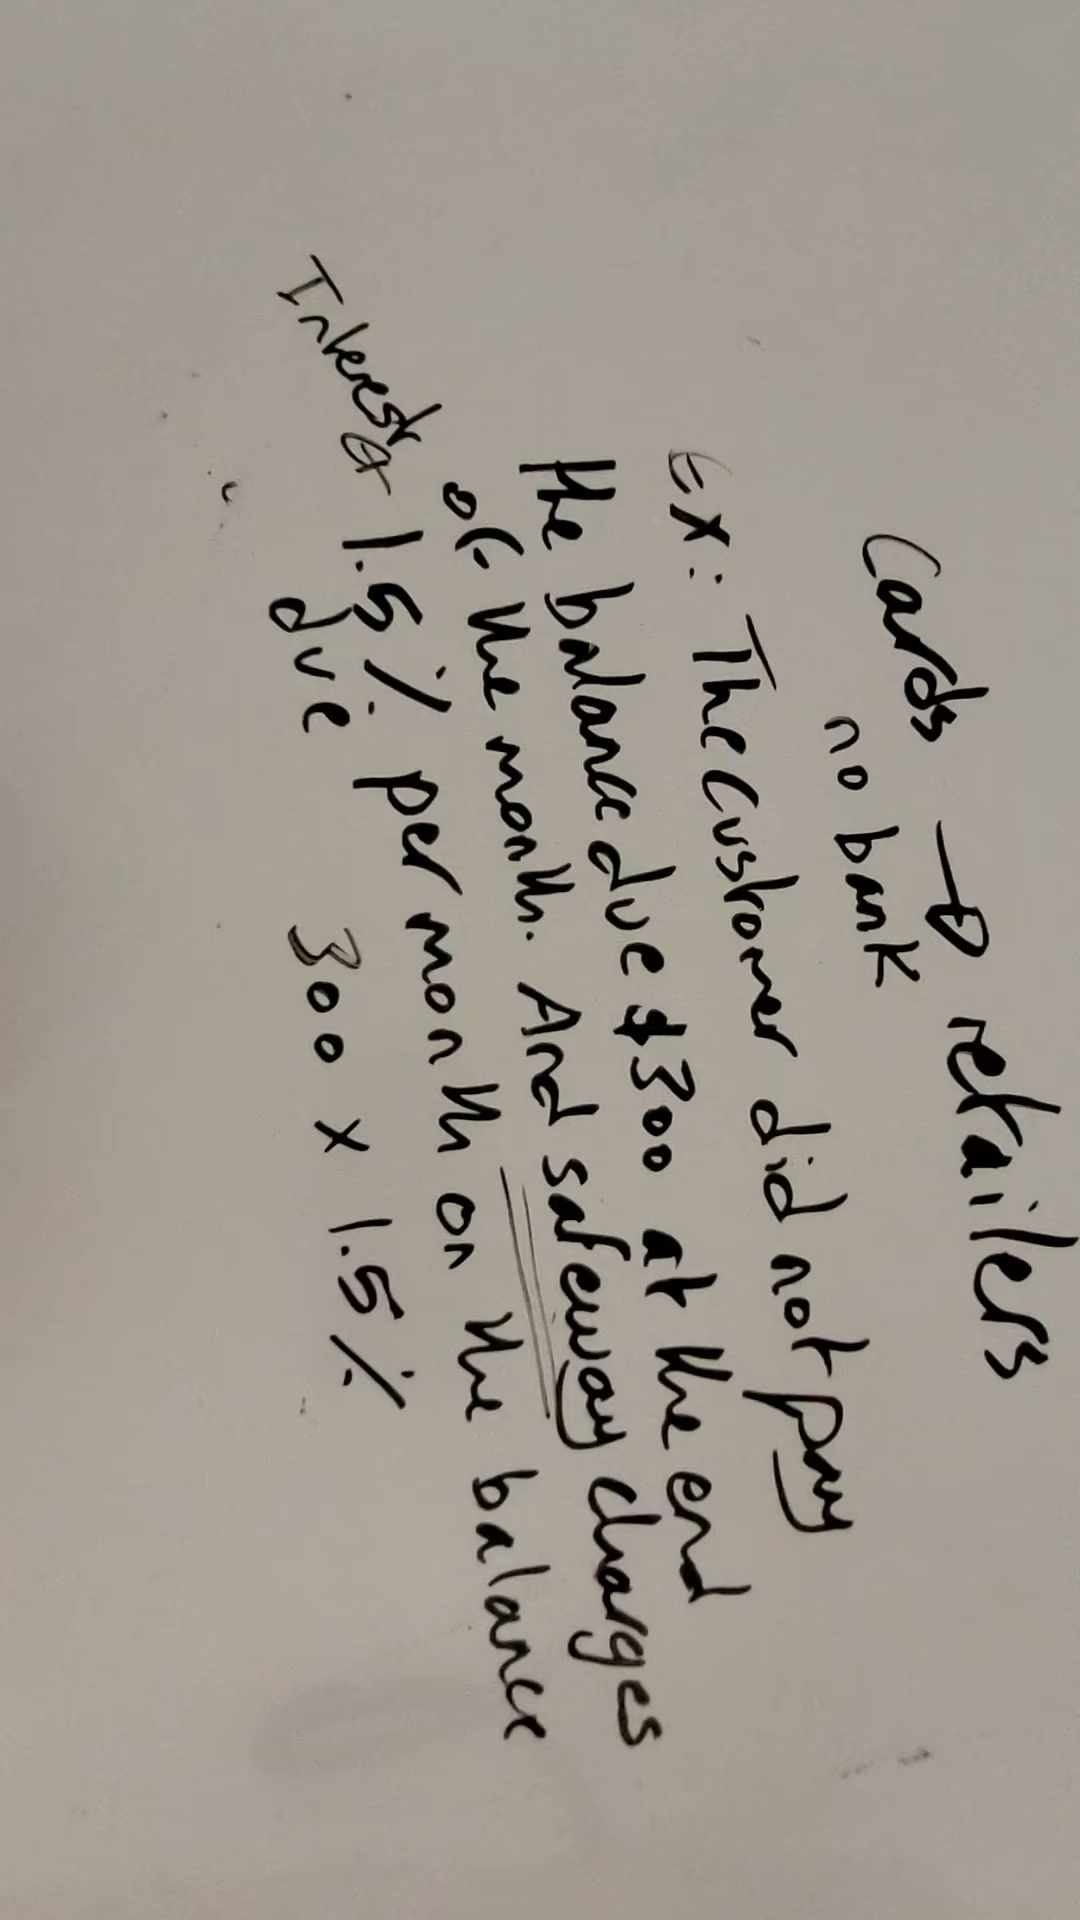 Cards → retailers
no bank
Ex: The customer did not pay
the balance due $300 at the end
of the month. And safeway charges
Interest
a 1.5% per month on the balance
due 300 x 1.5%